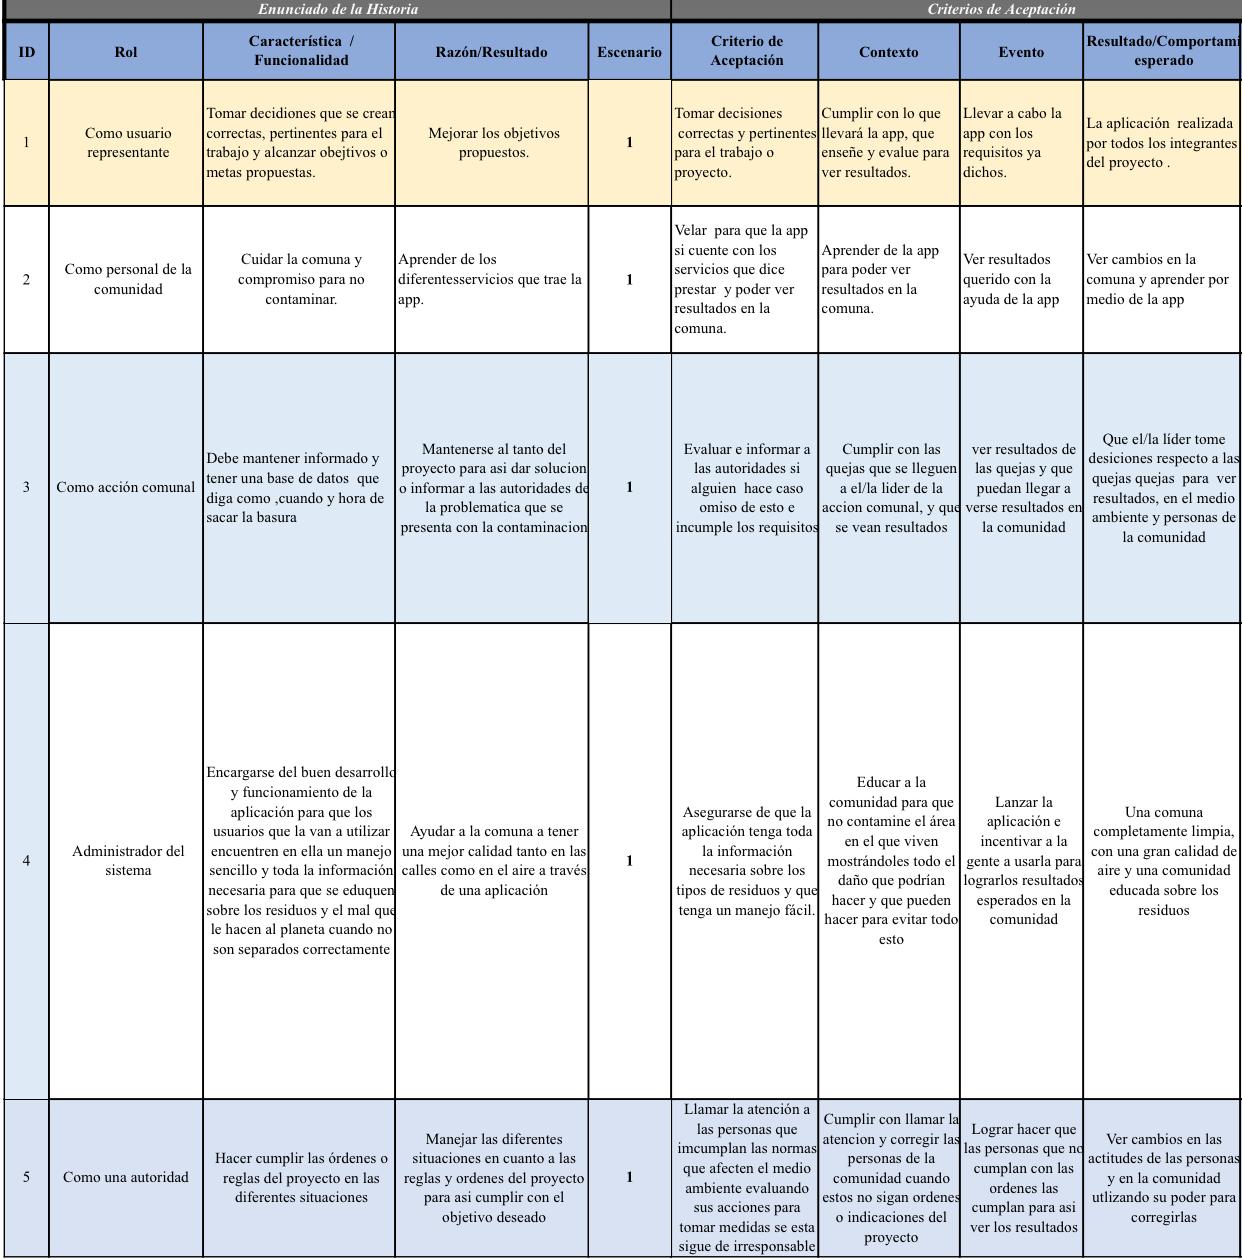 Enunciado de la Historia
Criterios de Aceptación
ID
Rol
Característica /
Funcionalidad
Razón/Resultado
Escenario
Criterio de
Aceptación
Contexto
Evento
Resultado/Comportami
esperado
1
Como usuario
representante
Tomar decidiones que se crean
correctas, pertinentes para el
trabajo y alcanzar obejtivos o
metas propuestas.
Mejorar los objetivos
propuestos.
1
Tomar decisiones
correctas y pertinentes
para el trabajo o
proyecto.
Cumplir con lo que
llevará la app, que
enseñe y evalue para
ver resultados.
Llevar a cabo la
app con los
requisitos ya
dichos.
La aplicación realizada
por todos los integrantes
del proyecto .
2
Como personal de la
comunidad
Cuidar la comuna y
compromiso para no
contaminar.
Aprender de los
diferentesservicios que trae la
app.
1
Velar para que la app
si cuente con los
servicios que dice
prestar y poder ver
resultados en la
comuna.
Aprender de la app
para poder ver
resultados en la
comuna.
Ver resultados
querido con la
ayuda de la app
Ver cambios en la
comuna y aprender por
medio de la app
3
Como acción comunal
Debe mantener informado y
tener una base de datos que
diga como ,cuando y hora de
sacar la basura
Mantenerse al tanto del
proyecto para asi dar solucion
o informar a las autoridades de
la problematica que se
presenta con la contaminacion
1
Evaluar e informar a
las autoridades si
alguien hace caso
omiso de esto e
incumple los requisitos
Cumplir con las
quejas que se lleguen
a el/la lider de la
accion comunal, y que
se vean resultados
ver resultados de
las quejas y que
puedan llegar a
verse resultados en
la comunidad
Que el/la líder tome
desiciones respecto a las
quejas quejas para ver
resultados, en el medio
ambiente y personas de
la comunidad
4
Administrador del
sistema
Encargarse del buen desarrollo
y funcionamiento de la
aplicación para que los
usuarios que la van a utilizar
encuentren en ella un manejo
sencillo y toda la información
necesaria para que se eduquen
sobre los residuos y el mal que
le hacen al planeta cuando no
son separados correctamente
Ayudar a la comuna a tener
una mejor calidad tanto en las
calles como en el aire a través
de una aplicación
1
Asegurarse de que la
aplicación tenga toda
la información
necesaria sobre los
tipos de residuos y que
tenga un manejo fácil.
Educar a la
comunidad para que
no contamine el área
en el que viven
mostrándoles todo el
daño que podrían
hacer y que pueden
hacer para evitar todo
esto
Lanzar la
aplicación e
incentivar a la
gente a usarla para
lograrlos resultados
esperados en la
comunidad
Una comuna
completamente limpia,
con una gran calidad de
aire y una comunidad
educada sobre los
residuos
5
Como una autoridad
Hacer cumplir las órdenes o
reglas del proyecto en las
diferentes situaciones
Manejar las diferentes
situaciones en cuanto a las
reglas y ordenes del proyecto
para asi cumplir con el
objetivo deseado
1
Llamar la atención a
las personas que
imcumplan las normas
que afecten el medio
ambiente evaluando
sus acciones para
tomar medidas se esta
sigue de irresponsable
Cumplir con llamar la
atencion y corregir las
personas de la
comunidad cuando
estos no sigan ordenes
o indicaciones del
proyecto
Lograr hacer que
las personas que no
cumplan con las
ordenes las
cumplan para asi
ver los resultados
Ver cambios en las
actitudes de las personas
y en la comunidad
utlizando su poder para
corregirlas